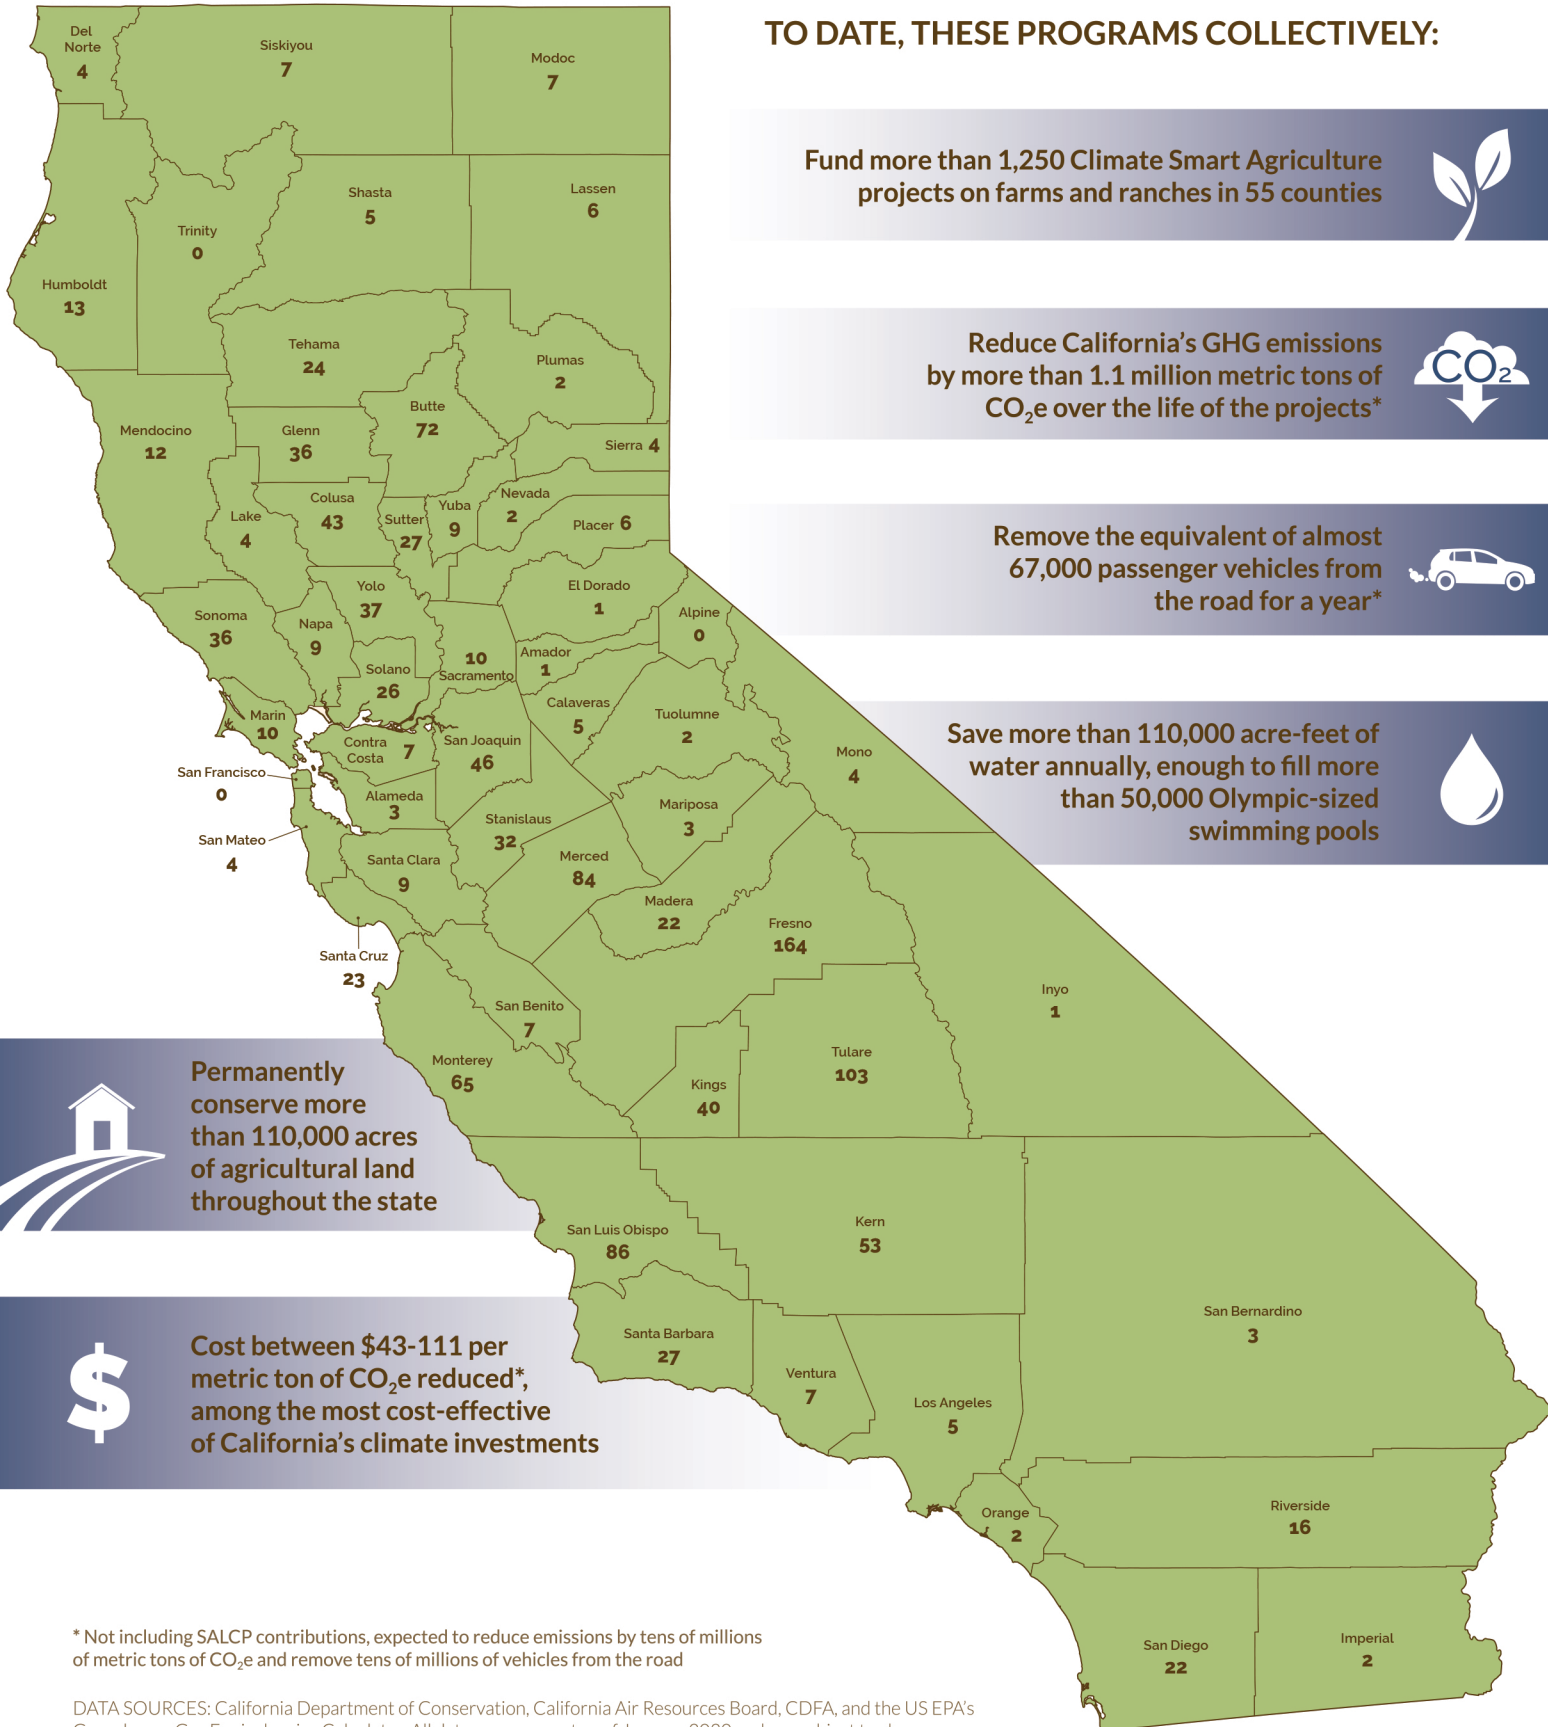 TO DATE, THESE PROGRAMS COLLECTIVELY:
Fund more than 1,250 Climate Smart Agriculture
projects on farms and ranches in 55 counties
Reduce California's GHG emissions
by more than 1.1 million metric tons of
CO₂e over the life of the projects*
CO₂
Remove the equivalent of almost
67,000 passenger vehicles from
the road for a year*
Save more than 110,000 acre-feet of
water annually, enough to fill more
than 50,000 Olympic-sized
swimming pools
Del
Norte
4
Siskiyou
7
Modoc
7
Shasta
5
Lassen
6
Trinity
0
Humboldt
13
Tehama
24
Plumas
2
Butte
72
Mendocino
12
Glenn
36
Sierra 4
Colusa
43
Lake
4
Sutter
27
Yuba
9
Nevada
2
Placer 6
Yolo
37
El Dorado
1
Sonoma
36
Napa
9
Alpine
0
10
Sacramento
Amador
1
Solano
26
Calaveras
5
Marin
10
Tuolumne
2
Contra
Costa
7
San Joaquin
46
Mono
4
San Francisco
0
Alameda
3
Mariposa
3
Stanislaus
32
San Mateo
4
Santa Clara
9
Merced
84
Madera
22
Fresno
164
Santa Cruz
23
Inyo
1
San Benito
7
Monterey
65
Tulare
103
Kings
40
San Luis Obispo
86
Kern
53
San Bernardino
3
Santa Barbara
27
Ventura
7
Los Angeles
5
Orange
2
Riverside
16
San Diego
22
Imperial
2
Permanently
conserve more
than 110,000 acres
of agricultural land
throughout the state
$
Cost between $43-111 per
metric ton of CO₂e reduced*,
among the most cost-effective
of California's climate investments
* Not including SALCP contributions, expected to reduce emissions by tens of millions
of metric tons of CO₂e and remove tens of millions of vehicles from the road
DATA SOURCES: California Department of Conservation, California Air Resources Board, CDFA, and the US EPA's